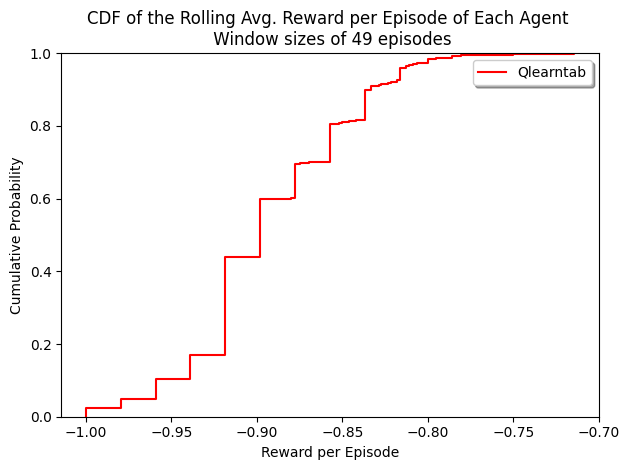 CDF of the Rolling Avg. Reward per Episode of Each Agent
Window sizes of 49 episodes
1.0
Qlearntab
0.8
0.6
0.4
0.2
0.0
Cumulative Probability
−1.00 −0.95 −0.90 −0.85 −0.80 −0.75 −0.70
Reward per Episode